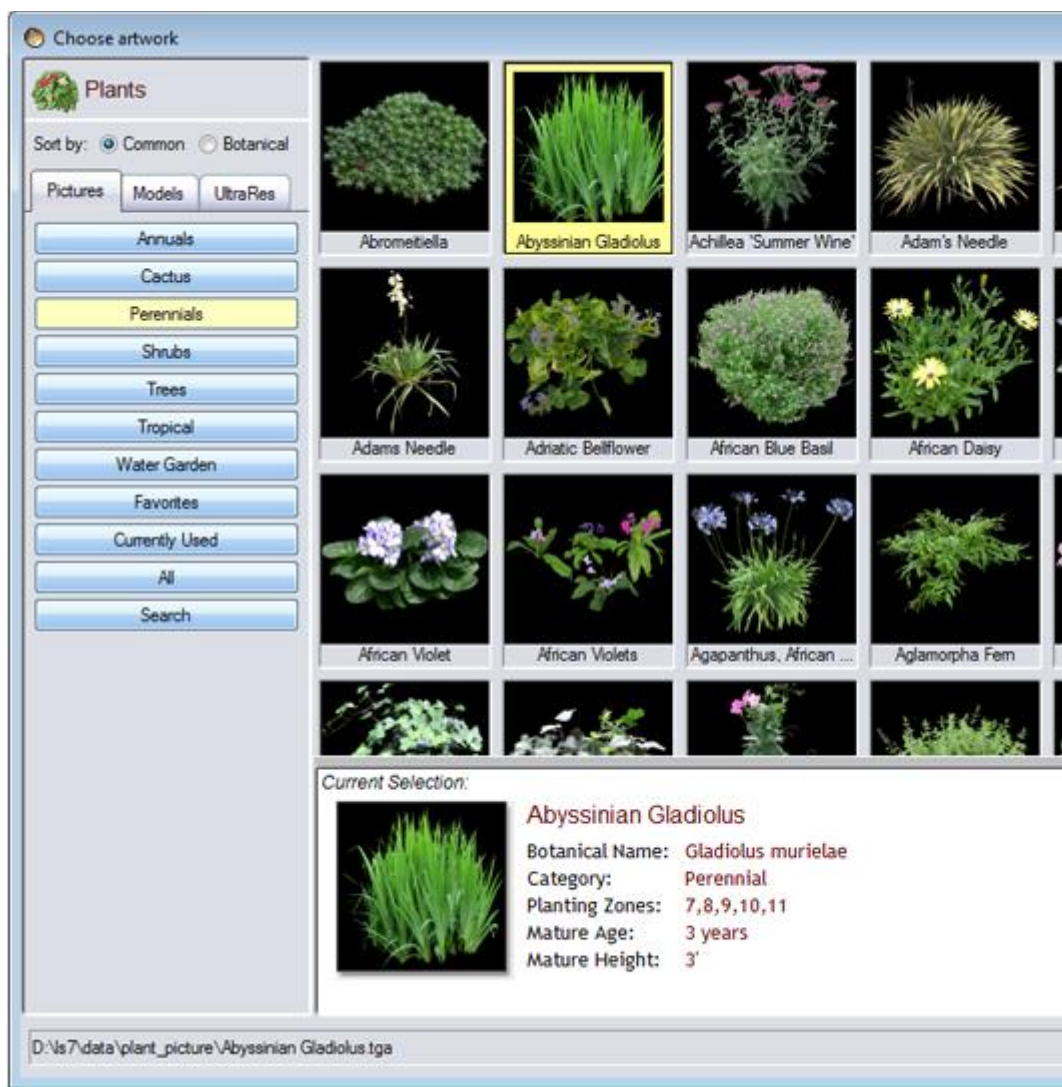 Choose artwork
Plants
Sort by: Common Botanical
Pictures Models UltraRes
Annuals
Cactus
Perennials
Shrubs
Trees
Tropical
Water Garden
Favorites
Currently Used
All
Search
Abromeitiella Abyssinian Gladiolus Achillea 'Summer Wine' Adam's Needle
Adams Needle Adriatic Bellflower African Blue Basil African Daisy
African Violet African Violets Agapanthus, African ... Aglamorpha Fern
Current Selection:
Abyssinian Gladiolus
Botanical Name: Gladiolus murielae
Category: Perennial
Planting Zones: 7,8,9,10,11
Mature Age: 3 years
Mature Height: 3'
D:\ls7\data\plant_picture\Abyssinian Gladiolus.tga